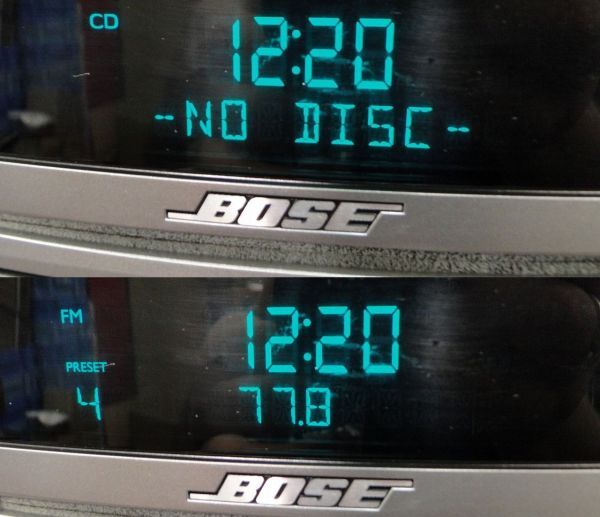 CD
12:20
-NO DISC-
BOSE
FM
12:20
PRESET
4 77.8
BOSE